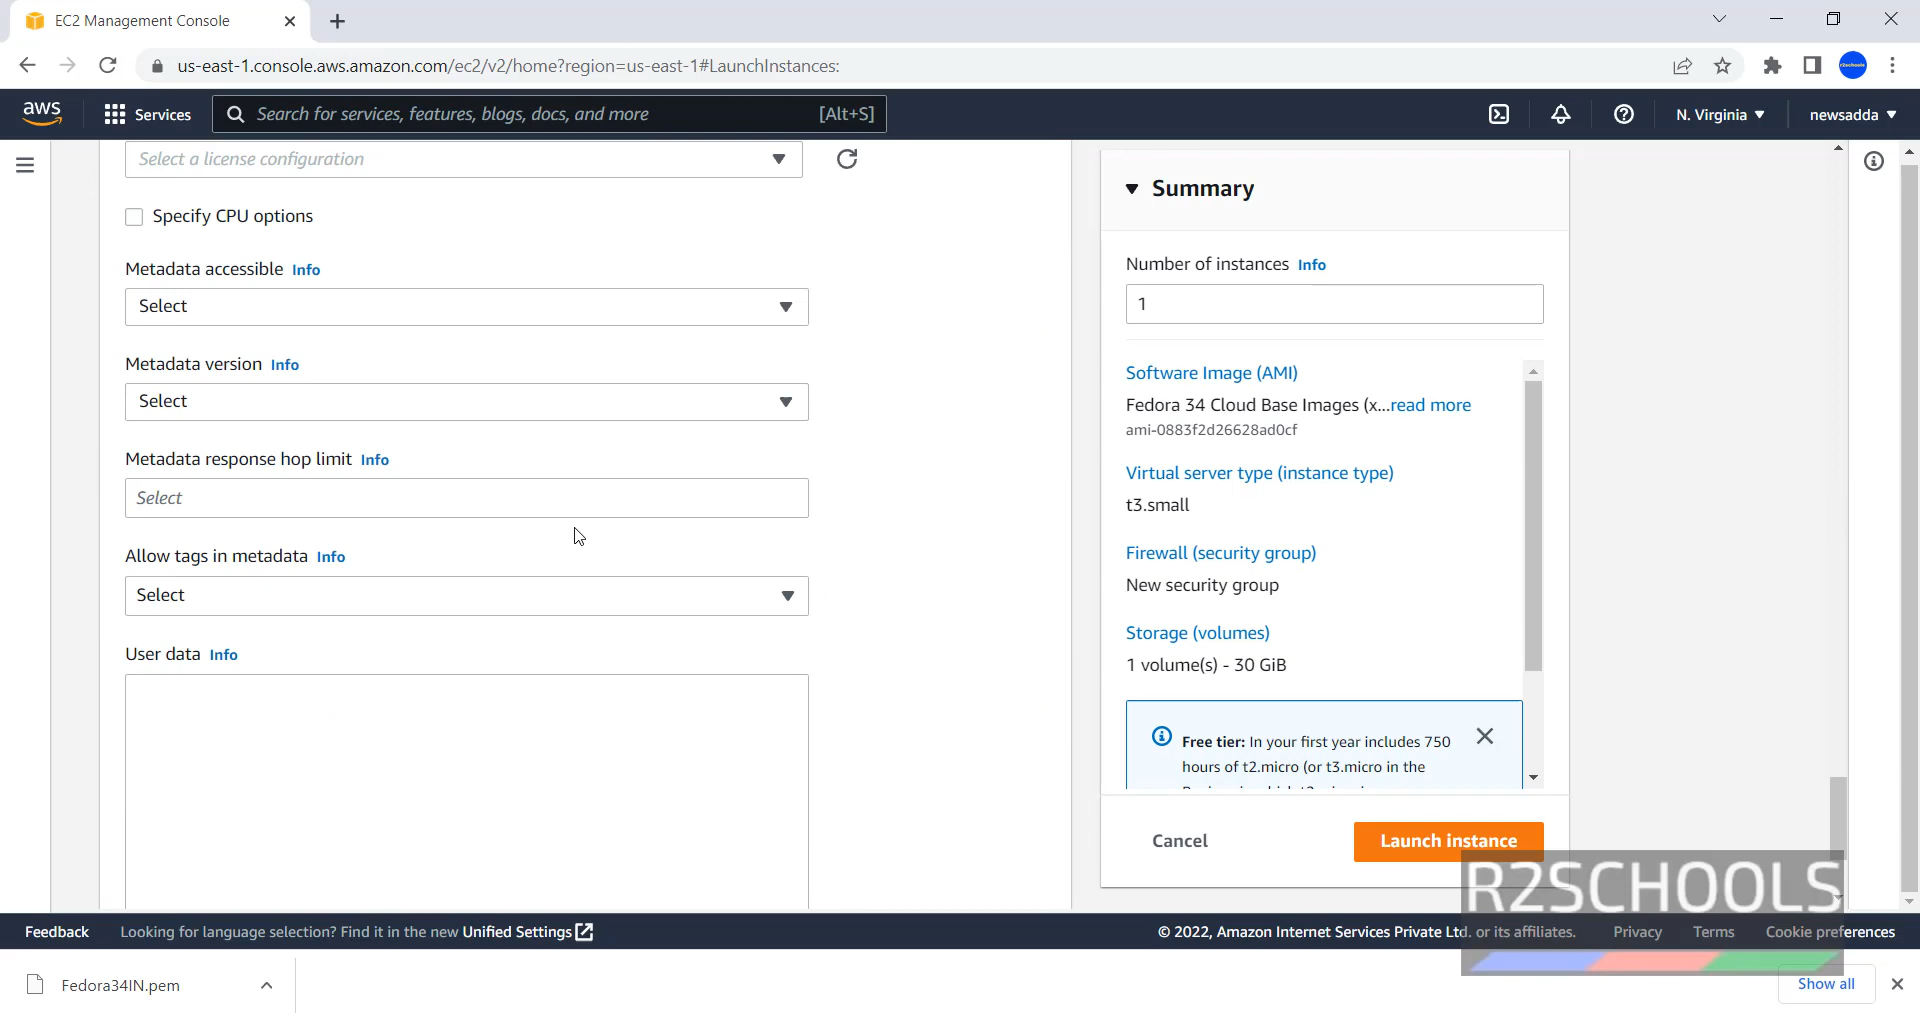 EC2 Management Console
us-east-1.console.aws.amazon.com/ec2/v2/home?region=us-east-1#LaunchInstances:
aws
Services
Search for services, features, blogs, docs, and more
[Alt+S]
N. Virginia
newsadda
Select a license configuration
Specify CPU options
Metadata accessible Info
Select
Metadata version Info
Select
Metadata response hop limit Info
Select
Allow tags in metadata Info
Select
User data Info
Summary
Number of instances Info
1
Software Image (AMI)
Fedora 34 Cloud Base Images (x...read more
ami-0883f2d26628ad0cf
Virtual server type (instance type)
t3.small
Firewall (security group)
New security group
Storage (volumes)
1 volume(s) - 30 GiB
Free tier: In your first year includes 750
hours of t2.micro (or t3.micro in the
Cancel
Launch instance
R2SCHOOLS
Feedback
Looking for language selection? Find it in the new Unified Settings
© 2022, Amazon Internet Services Private Ltd. or its affiliates.
Privacy
Terms
Cookie preferences
Fedora34IN.pem
Show all